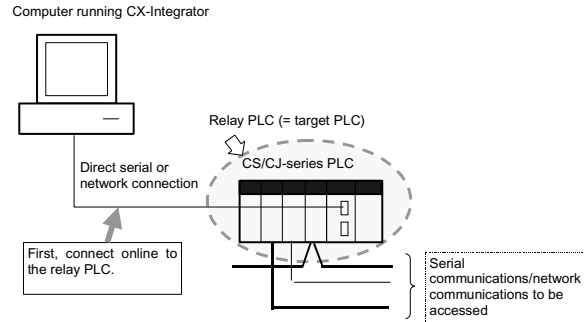 Computer running CX-Integrator
Relay PLC (= target PLC)
CS/CJ-series PLC
Direct serial or
network connection
First, connect online to
the relay PLC.
Serial
communications/network
communications to be
accessed